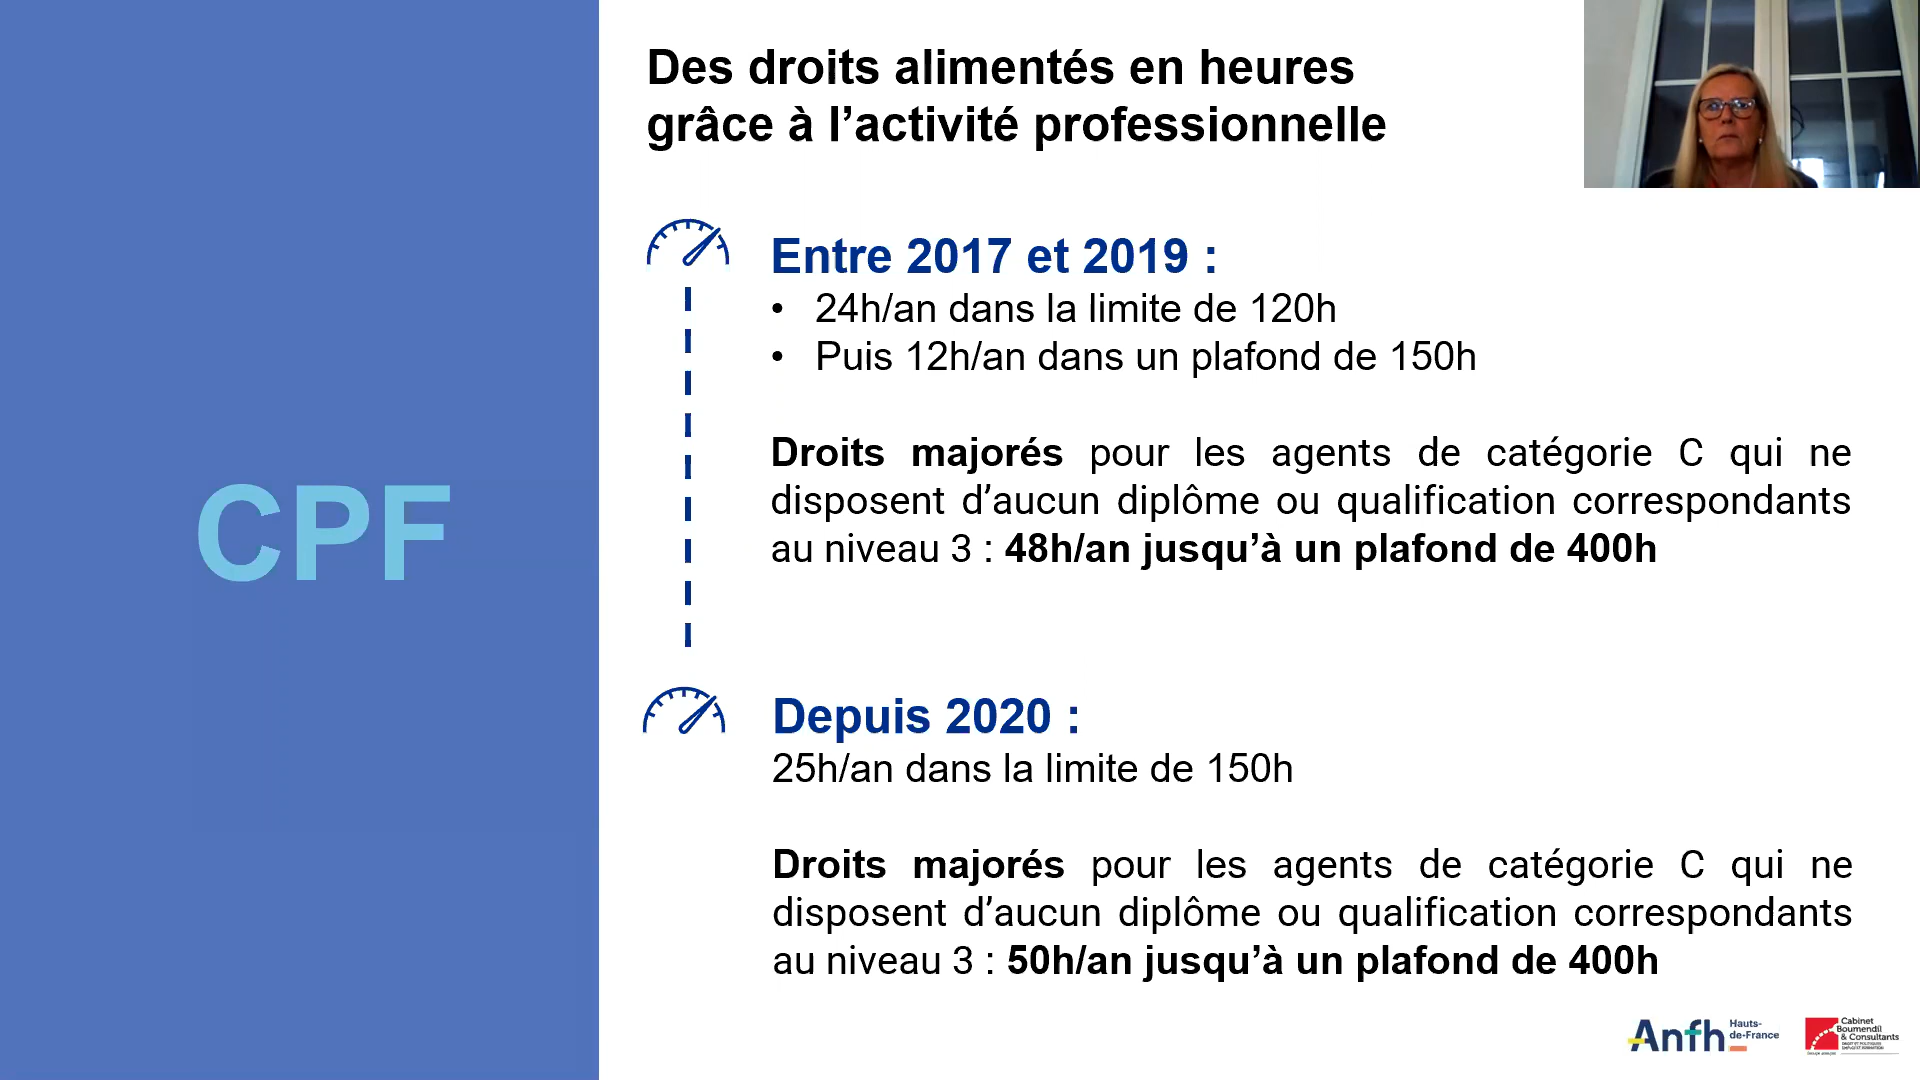 CPF
Des droits alimentés en heures
grâce à l’activité professionnelle
Entre 2017 et 2019 :
• 24h/an dans la limite de 120h
• Puis 12h/an dans un plafond de 150h
Droits majorés pour les agents de catégorie C qui ne
disposent d’aucun diplôme ou qualification correspondants
au niveau 3 : 48h/an jusqu’à un plafond de 400h
Depuis 2020 :
25h/an dans la limite de 150h
Droits majorés pour les agents de catégorie C qui ne
disposent d’aucun diplôme ou qualification correspondants
au niveau 3 : 50h/an jusqu’à un plafond de 400h
Anfh Hauts-
de-France
Cabinet
Boumendil
& Consultants